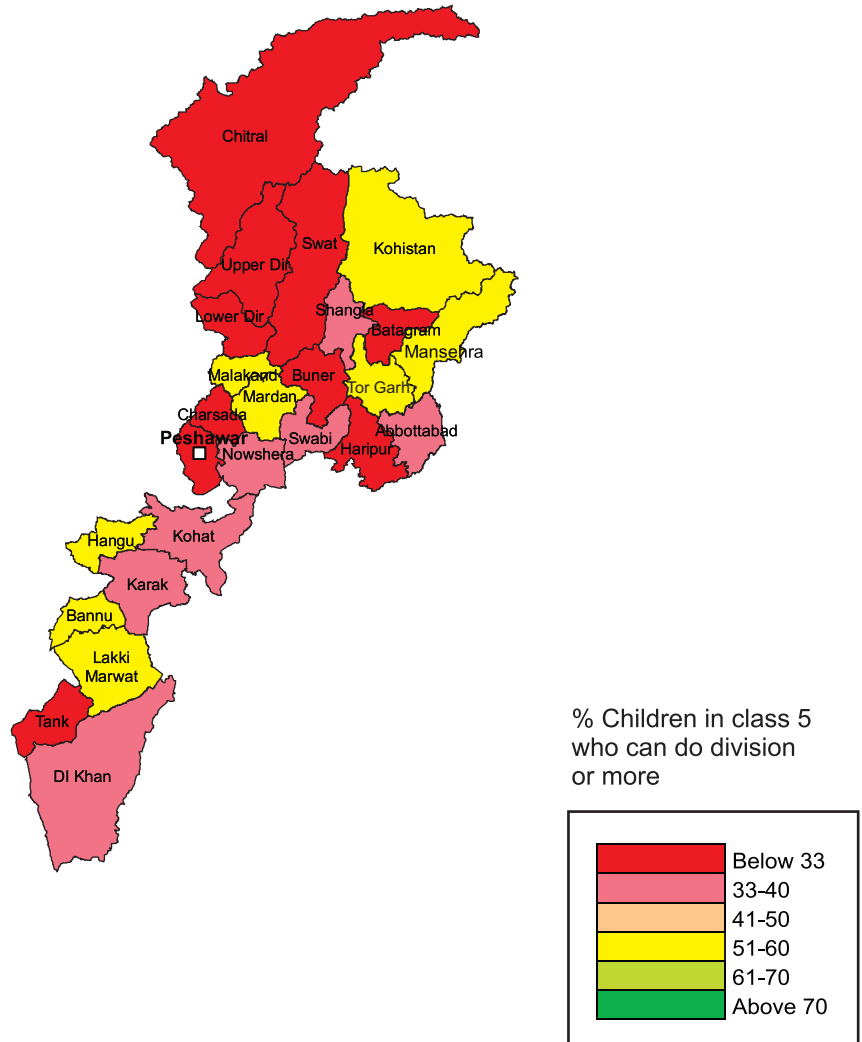 Chitral
Swat
Kohistan
Upper Dir
Shangla
Lower Dir
Batagram
Mansehra
Malakand
Buner
Tor Garh
Mardan
Charsada
Abbottabad
Peshawar
Swabi
Haripur
Nowshera
Kohat
Hangu
Karak
Bannu
Lakki
Marwat
Tank
DI Khan
% Children in class 5
who can do division
or more
Below 33
33-40
41-50
51-60
61-70
Above 70